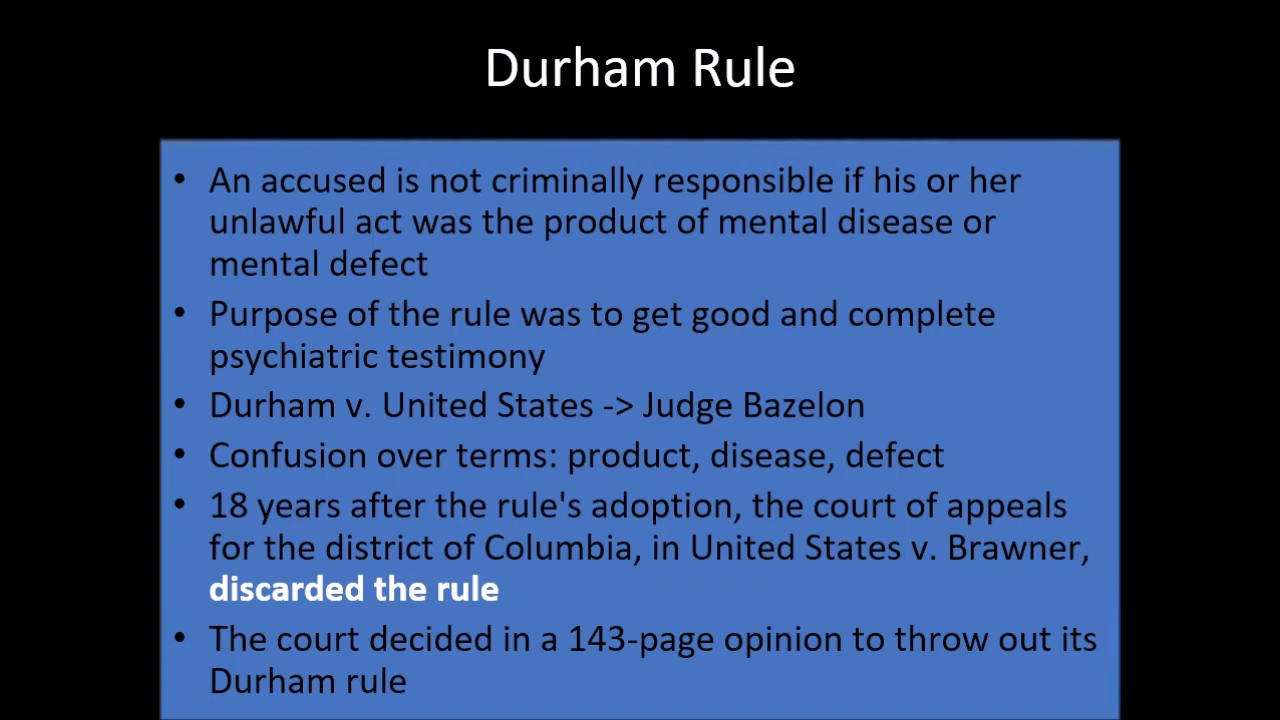 Durham Rule
• An accused is not criminally responsible if his or her
unlawful act was the product of mental disease or
mental defect
• Purpose of the rule was to get good and complete
psychiatric testimony
• Durham v. United States -> Judge Bazelon
• Confusion over terms: product, disease, defect
• 18 years after the rule's adoption, the court of appeals
for the district of Columbia, in United States v. Brawner,
discarded the rule
• The court decided in a 143-page opinion to throw out its
Durham rule